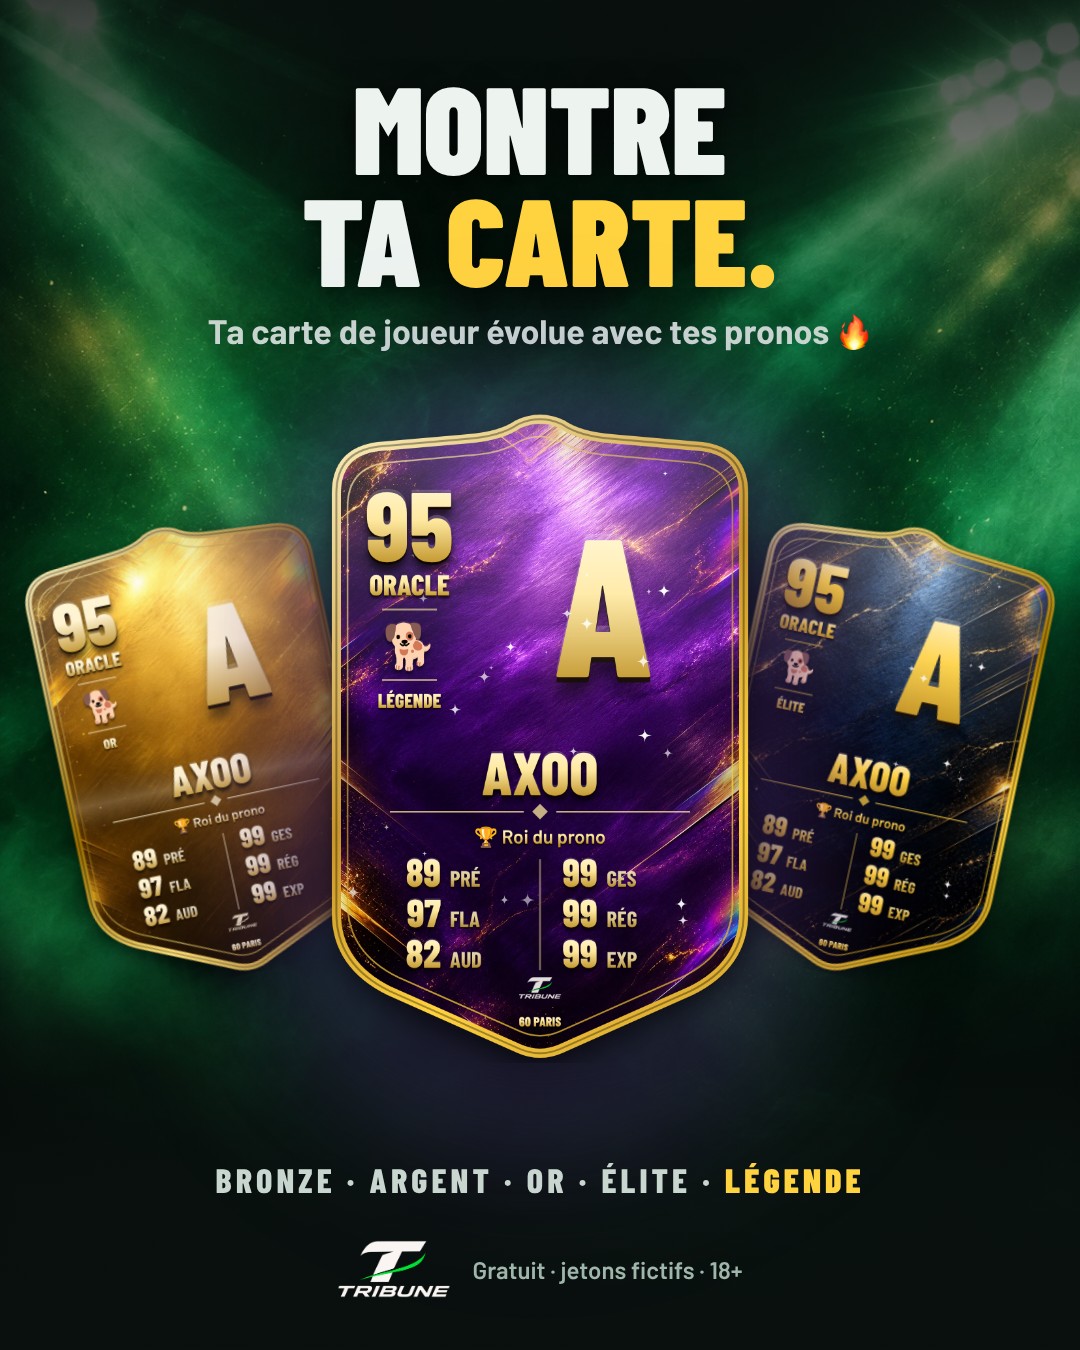 MONTRE
TA CARTE.
Ta carte de joueur évolue avec tes pronos 🔥
95
ORACLE
OR
A
AXOO
🏆 Roi du prono
89 PRÉ
97 FLA
82 AUD
99 GES
99 RÉG
99 EXP
TRIBUNE
60 PARIS
95
ORACLE
LÉGENDE
A
AXOO
🏆 Roi du prono
89 PRÉ
97 FLA
82 AUD
99 GES
99 RÉG
99 EXP
TRIBUNE
60 PARIS
95
ORACLE
ÉLITE
A
AXOO
🏆 Roi du prono
89 PRÉ
97 FLA
82 AUD
99 GES
99 RÉG
99 EXP
TRIBUNE
60 PARIS
BRONZE · ARGENT · OR · ÉLITE · LÉGENDE
TRIBUNE
Gratuit · jetons fictifs · 18+